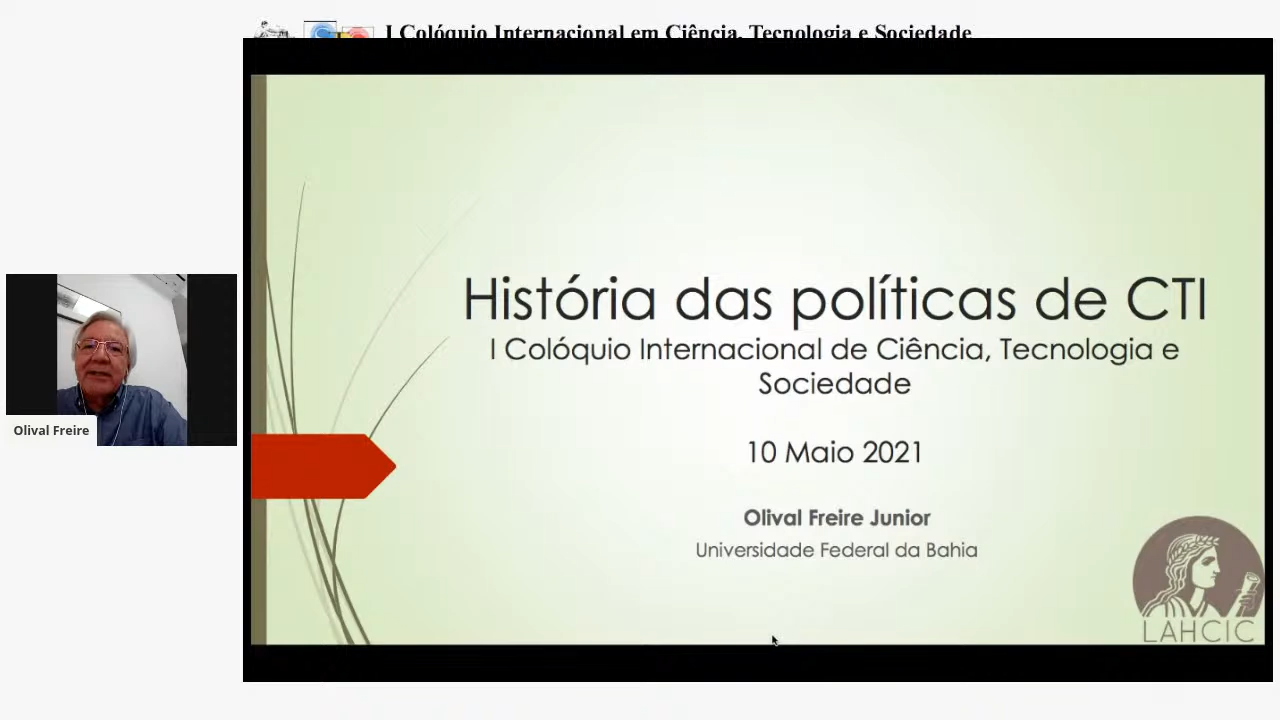 I Colóquio Internacional em Ciência, Tecnologia e Sociedade
História das políticas de CTI
I Colóquio Internacional de Ciência, Tecnologia e
Sociedade
10 Maio 2021
Olival Freire
Olival Freire Junior
Universidade Federal da Bahia
LAHCIC